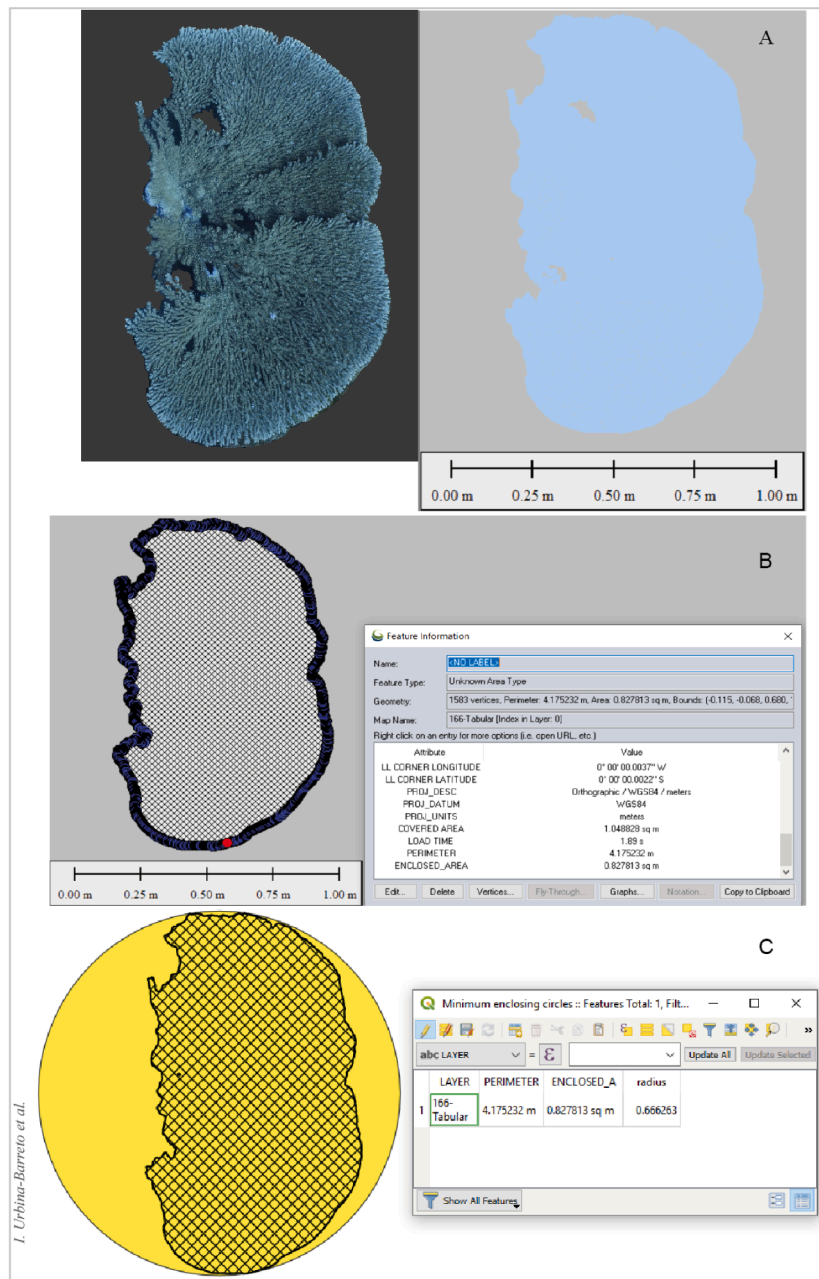 A
0.00 m 0.25 m 0.50 m 0.75 m 1.00 m
B
Feature Information
Name: <NO LABEL>
Feature Type: Unknown Area Type
Geometry: 1583 vertices, Perimeter: 4.175232 m, Area: 0.827813 sq m, Bounds: (-0.115, -0.068, 0.680,
Map Name: 166-Tabular [Index in Layer: 0]
Right click on an entry for more options (i.e. open URL, etc.)
Attribute Value
LL CORNER LONGITUDE 0° 00' 00.0037" W
LL CORNER LATITUDE 0° 00' 00.0022" S
PROJ_DESC Orthographic / WGS84 / meters
PROJ_DATUM WGS84
PROJ_UNITS meters
COVERED AREA 1.048828 sq m
LOAD TIME 1.89 s
PERIMETER 4.175232 m
ENCLOSED_AREA 0.827813 sq m
Edit... Delete Vertices... Fly-Through... Graphs... Notation... Copy to Clipboard
0.00 m 0.25 m 0.50 m 0.75 m 1.00 m
C
Minimum enclosing circles :: Features Total: 1, Filt...
abc LAYER = ε Update All Update Selected
LAYER PERIMETER ENCLOSED_A radius
1 166-Tabular 4.175232 m 0.827813 sq m 0.666263
Show All Features
I. Urbina-Barreto et al.